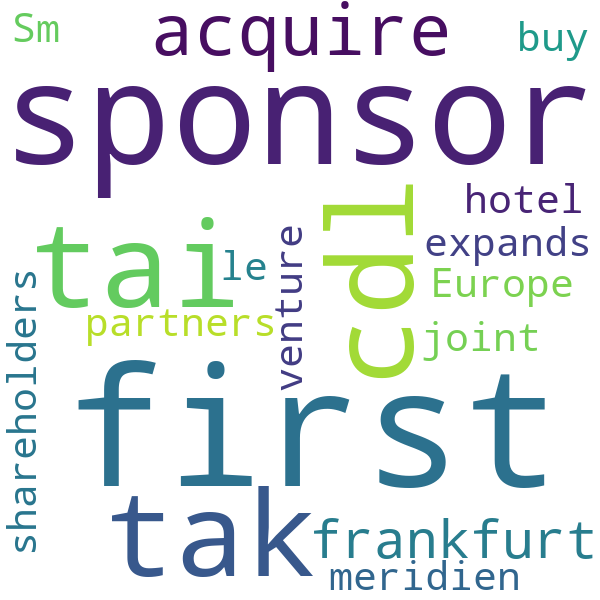 Sm
acquire
buy
sponsor
hotel
tai
cdl
le
venture
expands
Europe
shareholders
partners
joint
first
tak
frankfurt
meridien